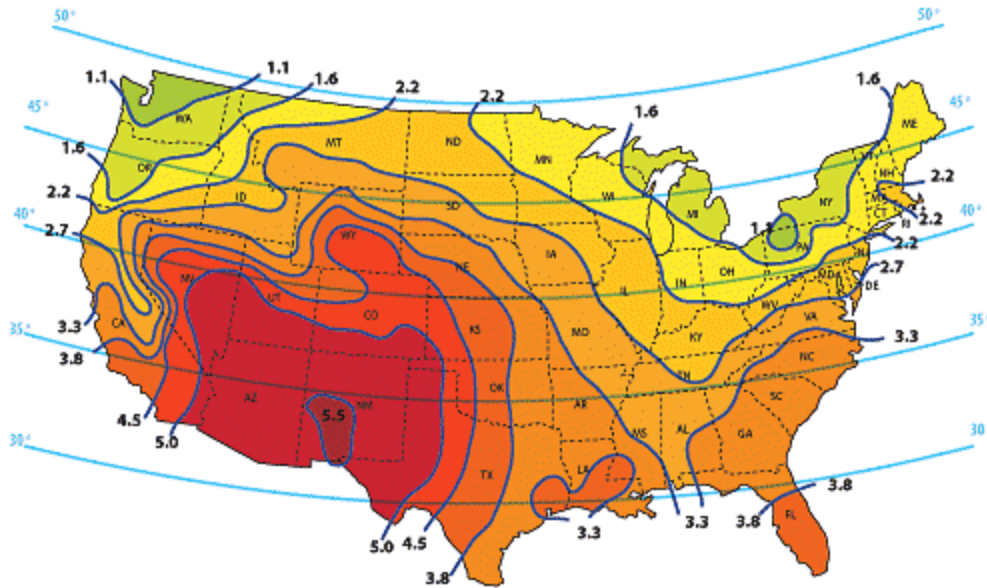 50°
50°
1.1
1.1
1.6
2.2
2.2
1.6
1.6
45°
45°
WA
MT
ND
MN
ME
VT
NH
1.6
OR
ID
SD
WI
MI
NY
2.2
2.2
MA
CT
RI
2.2
40°
40°
2.7
WY
NE
IA
1.1
PA
NJ
2.2
2.7
NV
UT
CO
IL
IN
OH
MD
DE
WV
VA
3.3
CA
KS
MO
KY
3.3
35°
35°
3.8
AZ
NM
OK
AR
TN
NC
SC
5.5
4.5
5.0
MS
AL
GA
30°
30
TX
LA
3.8
3.8
FL
3.3
3.3
5.0
4.5
3.8